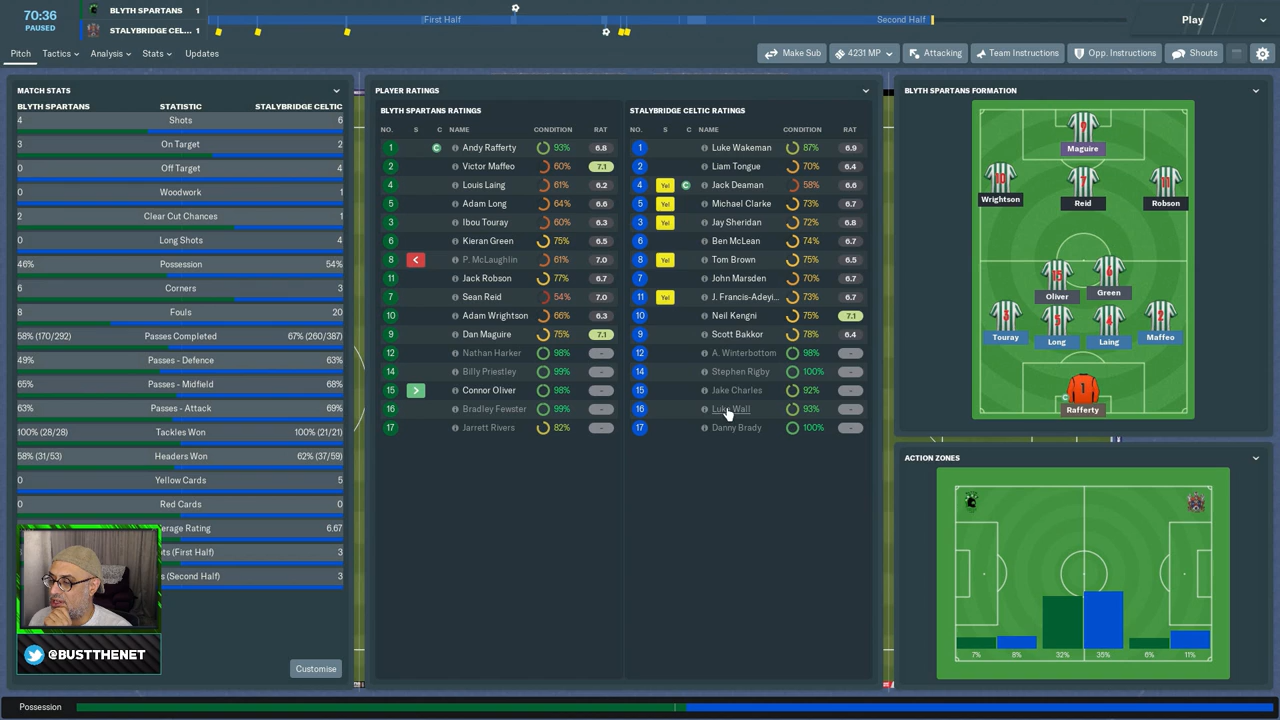 70:36
PAUSED
BLYTH SPARTANS 1
STALYBRIDGE CEL... 1
First Half
Second Half
Play
Pitch
Tactics
Analysis
Stats
Updates
Make Sub
4231 MP
Attacking
Team Instructions
Opp. Instructions
Shouts
MATCH STATS
BLYTH SPARTANS STATISTIC STALYBRIDGE CELTIC
4 Shots 6
3 On Target 2
0 Off Target 4
0 Woodwork 1
2 Clear Cut Chances 1
0 Long Shots 4
46% Possession 54%
6 Corners 3
8 Fouls 20
58% (170/292) Passes Completed 67% (260/387)
49% Passes - Defence 63%
65% Passes - Midfield 68%
63% Passes - Attack 69%
100% (28/28) Tackles Won 100% (21/21)
58% (31/53) Headers Won 62% (37/59)
0 Yellow Cards 5
0 Red Cards 0
erage Rating 6.67
ts (First Half) 3
s (Second Half) 3
@BUSTTHENET
Customise
PLAYER RATINGS
BLYTH SPARTANS RATINGS
NO. S C NAME CONDITION RAT
1 C Andy Rafferty 93% 6.8
2 Victor Maffeo 60% 7.1
4 Louis Laing 61% 6.2
5 Adam Long 64% 6.6
3 Ibou Touray 60% 6.3
6 Kieran Green 75% 6.5
8 P. McLaughlin 61% 7.0
11 Jack Robson 77% 6.7
7 Sean Reid 54% 7.0
10 Adam Wrightson 66% 6.3
9 Dan Maguire 75% 7.1
12 Nathan Harker 98% -
14 Billy Priestley 99% -
15 Connor Oliver 98% -
16 Bradley Fewster 99% -
17 Jarrett Rivers 82% -
STALYBRIDGE CELTIC RATINGS
NO. S C NAME CONDITION RAT
1 Luke Wakeman 87% 6.9
2 Liam Tongue 70% 6.4
4 Yel C Jack Deaman 58% 6.6
5 Yel Michael Clarke 73% 6.7
3 Yel Jay Sheridan 72% 6.8
6 Ben McLean 74% 6.7
8 Yel Tom Brown 75% 6.5
7 John Marsden 70% 6.7
11 Yel J. Francis-Adeyi... 73% 6.7
10 Neil Kengni 75% 7.1
9 Scott Bakkor 78% 6.4
12 A. Winterbottom 98% -
14 Stephen Rigby 100% -
15 Jake Charles 92% -
16 Luke Wall 93% -
17 Danny Brady 100% -
BLYTH SPARTANS FORMATION
9
Maguire
10 7 11
Wrightson Reid Robson
15 6
Oliver Green
3 5 4 2
Touray Long Laing Maffeo
1
C
Rafferty
ACTION ZONES
7% 8% 32% 35% 6% 11%
Possession